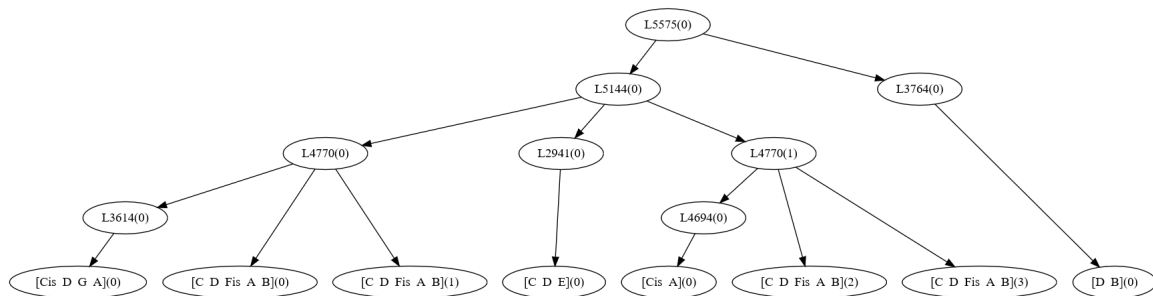 L5575(0)
L5144(0)
L3764(0)
L4770(0)
L2941(0)
L4770(1)
L3614(0)
L4694(0)
[Cis D G A](0)
[C D Fis A B](0)
[C D Fis A B](1)
[C D E](0)
[Cis A](0)
[C D Fis A B](2)
[C D Fis A B](3)
[D B](0)